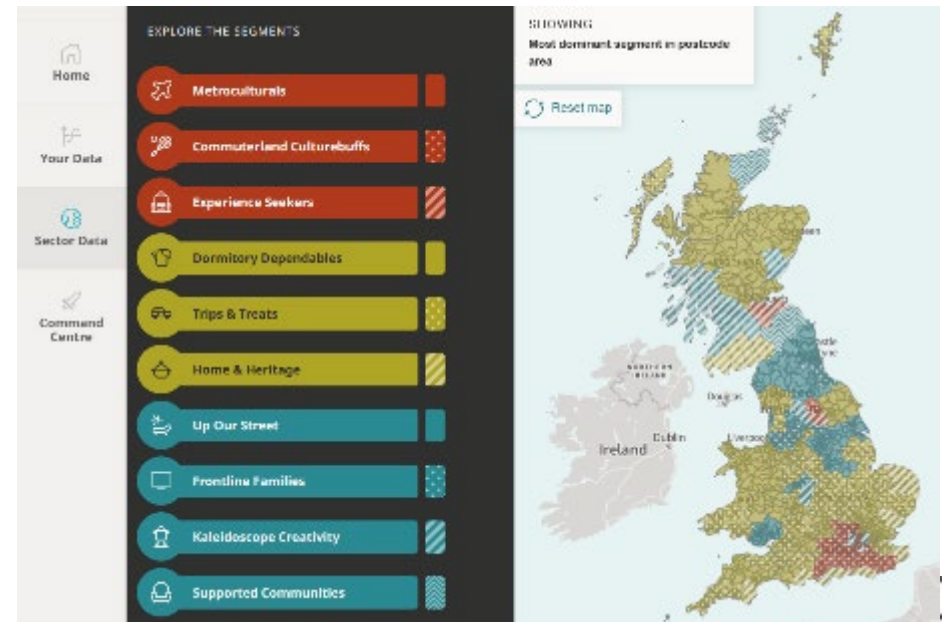 Home
Your Data
Sector Data
Command
Centre
EXPLORE THE SEGMENTS
Metroculturals
Commuterland Culturebuffs
Experience Seekers
Dormitory Dependables
Trips & Treats
Home & Heritage
Up Our Street
Frontline Families
Kaleidoscope Creativity
Supported Communities
SHOWING
Most dominant segment in postcode
area
Reset map
NORTHERN
IRELAND
Douglas
Dublin
Ireland